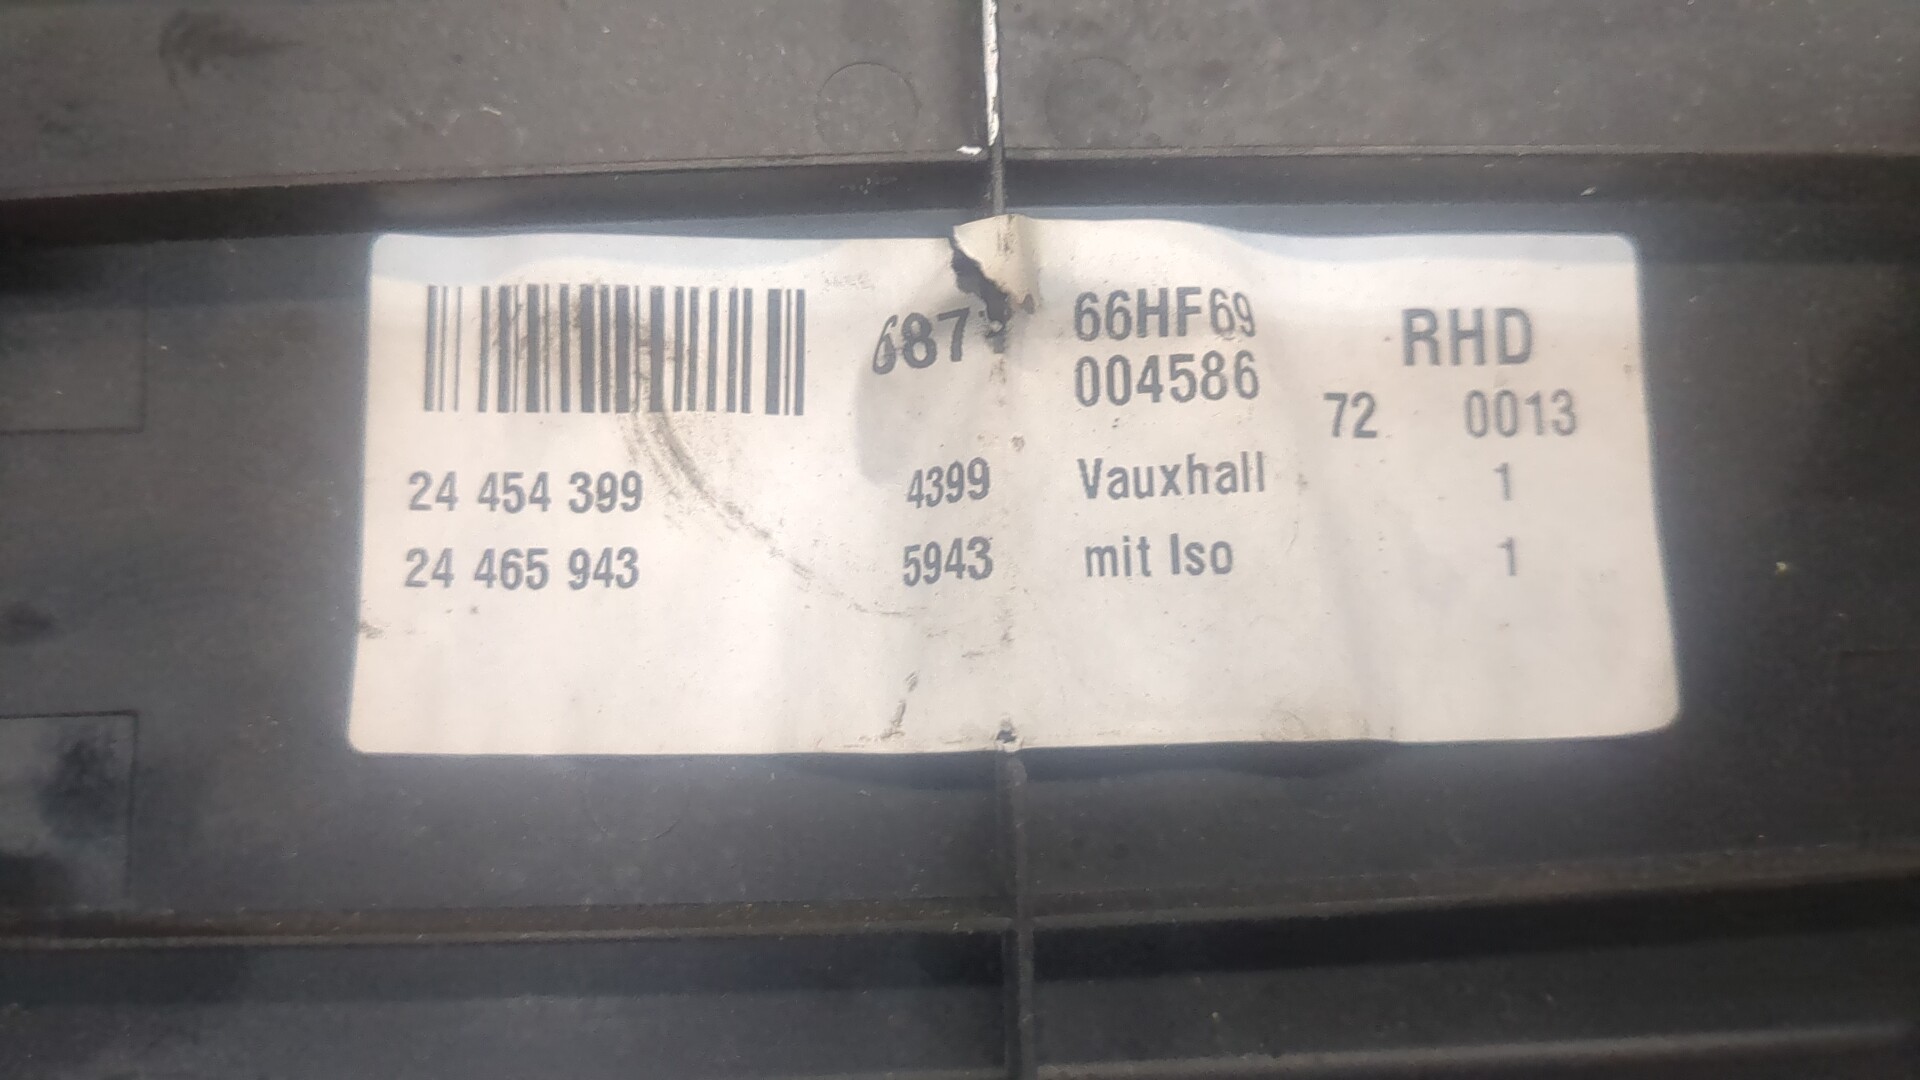 687 66HF69 RHD
004586
72 0013
24 454 399 4399 Vauxhall 1
24 465 943 5943 mit Iso 1